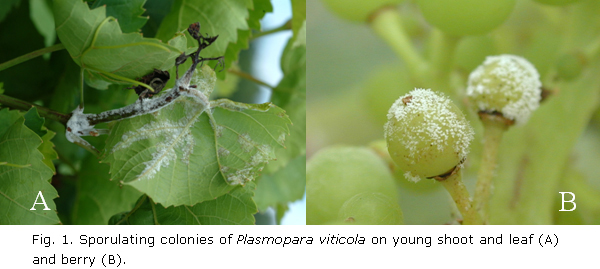 A
B
Fig. 1. Sporulating colonies of Plasmopara viticola on young shoot and leaf (A)
and berry (B).